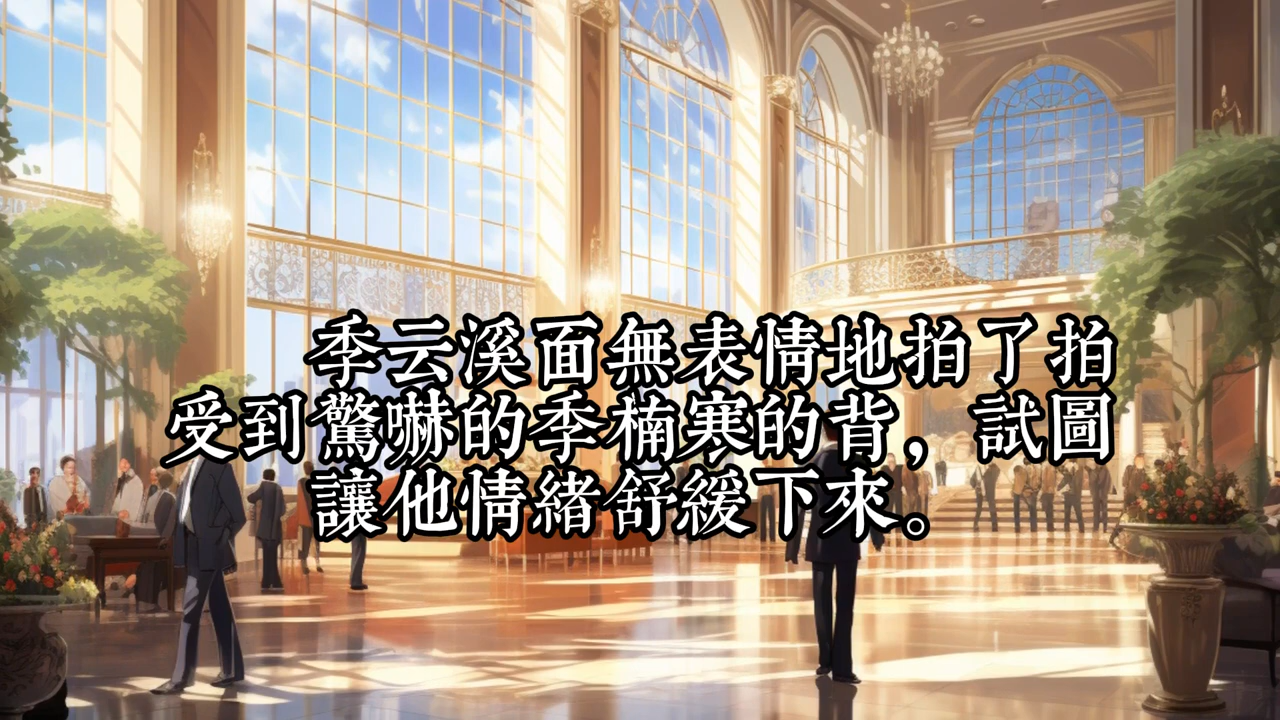 季云溪面無表情地拍了拍
受到驚嚇的季楠寒的背，試圖
讓他情緒舒緩下來。